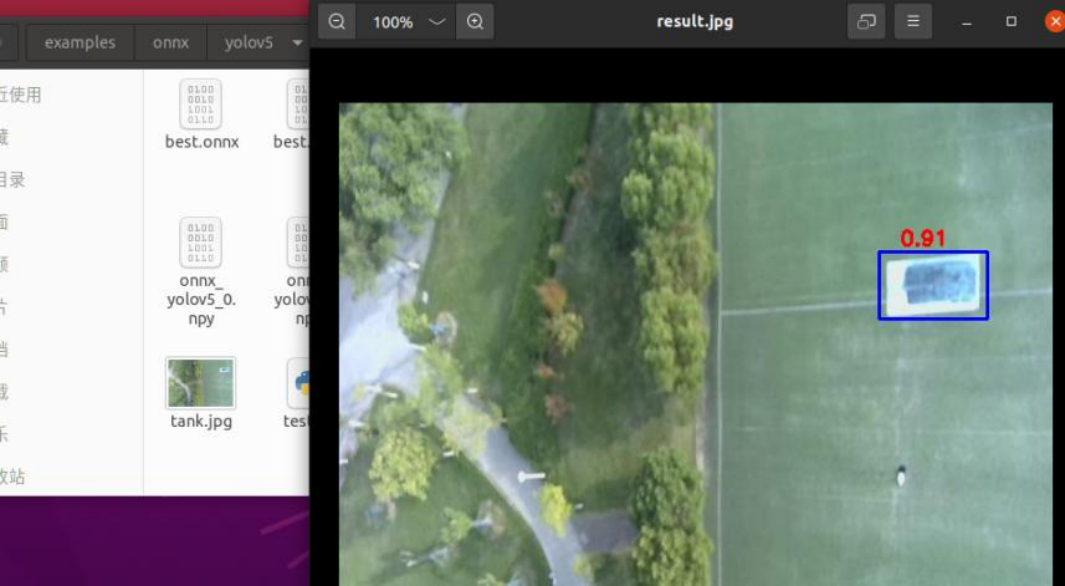 examples onnx yolov5
100%
result.jpg
近使用
藏
目录
面
频
片
档
载
乐
收站
best.onnx
best.
onnx_
yolov5_0.
npy
onn
yolov
np
tank.jpg
test
0.91